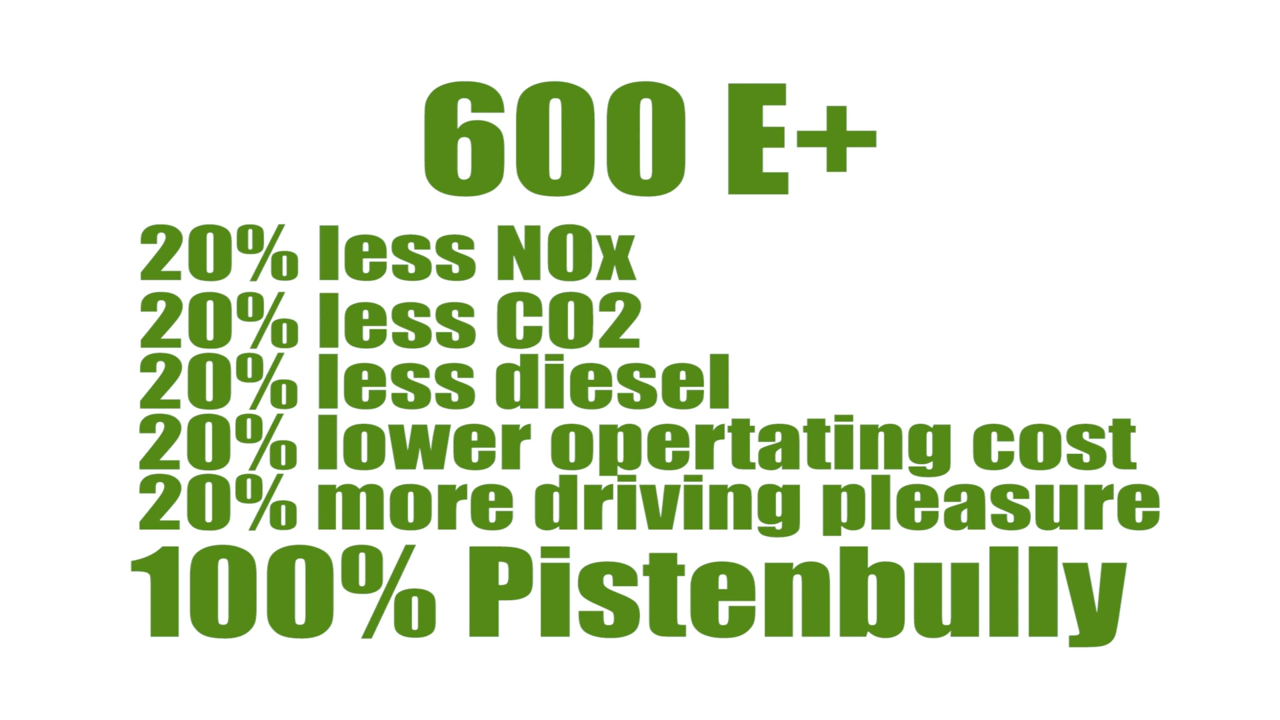 600 E+
20% less NOx
20% less CO2
20% less diesel
20% lower opertating cost
20% more driving pleasure
100% Pistenbully